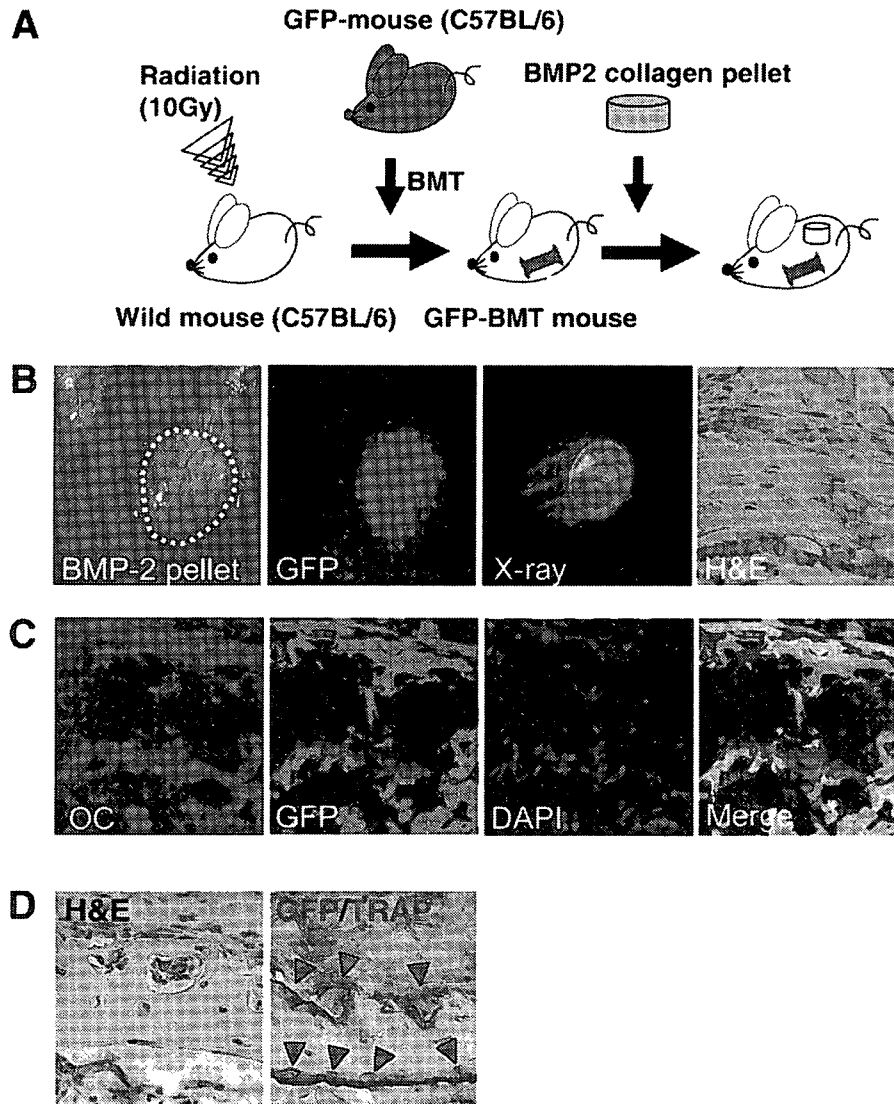 A
GFP-mouse (C57BL/6)
Radiation
(10Gy)
BMP2 collagen pellet
BMT
Wild mouse (C57BL/6)
GFP-BMT mouse
B
BMP-2 pellet
GFP
X-ray
H&E
C
OC
GFP
DAPI
Merge
D
H&E
GFP/TRAP